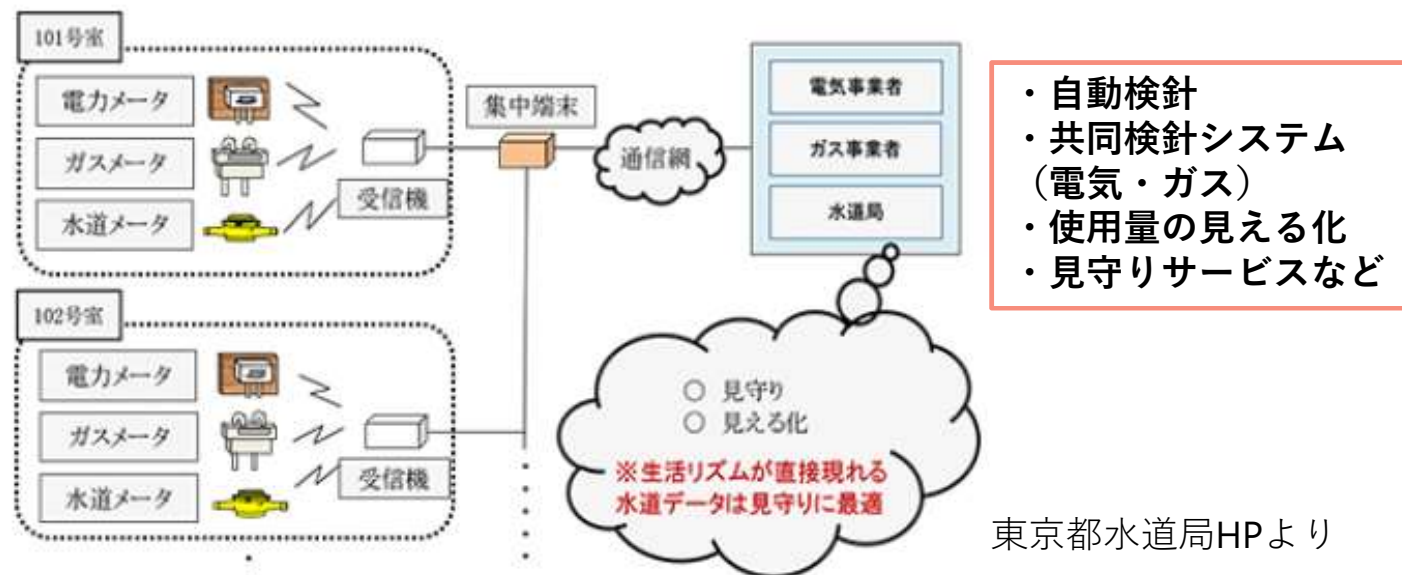 101号室
電力メータ
ガスメータ
水道メータ
受信機
集中端末
通信網
電気事業者
ガス事業者
水道局
・自動検針
・共同検針システム
（電気・ガス）
・使用量の見える化
・見守りサービスなど
102号室
電力メータ
ガスメータ
水道メータ
受信機
○ 見守り
○ 見える化
※生活リズムが直接現れる
水道データは見守りに最適
東京都水道局HPより